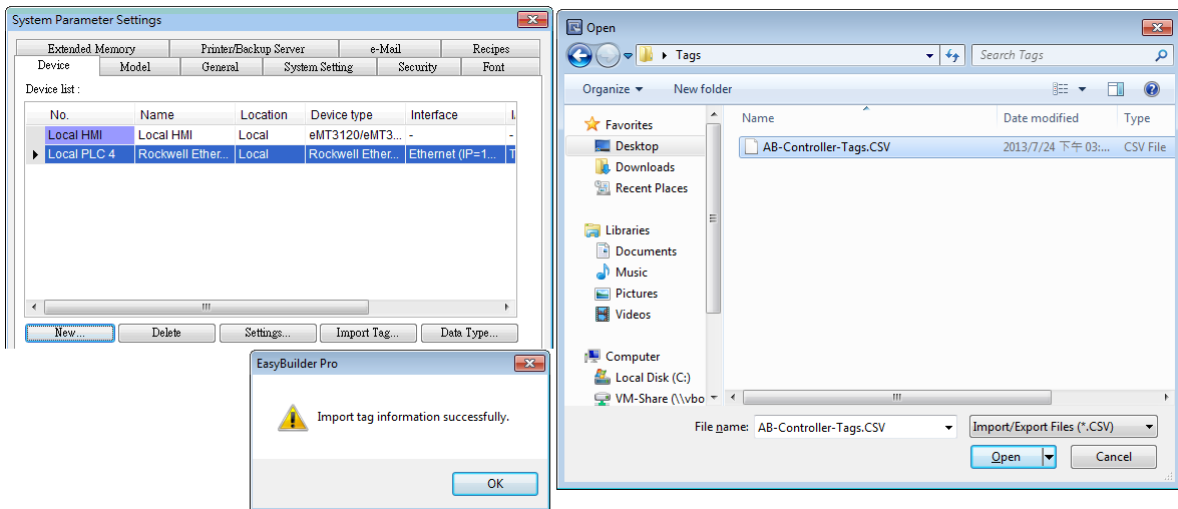 System Parameter Settings
Extended Memory Printer/Backup Server e-Mail Recipes
Device Model General System Setting Security Font
Device list :
No. Name Location Device type Interface
Local HMI Local HMI Local eMT3120/eMT3... - -
Local PLC 4 Rockwell Ether... Local Rockwell Ether... Ethernet (IP=1... T
New... Delete Settings... Import Tag... Data Type...
EasyBuilder Pro
Import tag information successfully.
OK
Open
Tags
Search Tags
Organize New folder
Name Date modified Type
AB-Controller-Tags.CSV 2013/7/24 下午 03:... CSV File
Favorites
Desktop
Downloads
Recent Places
Libraries
Documents
Music
Pictures
Videos
Computer
Local Disk (C:)
VM-Share (\\vbo
File name: AB-Controller-Tags.CSV Import/Export Files (*.CSV)
Open Cancel